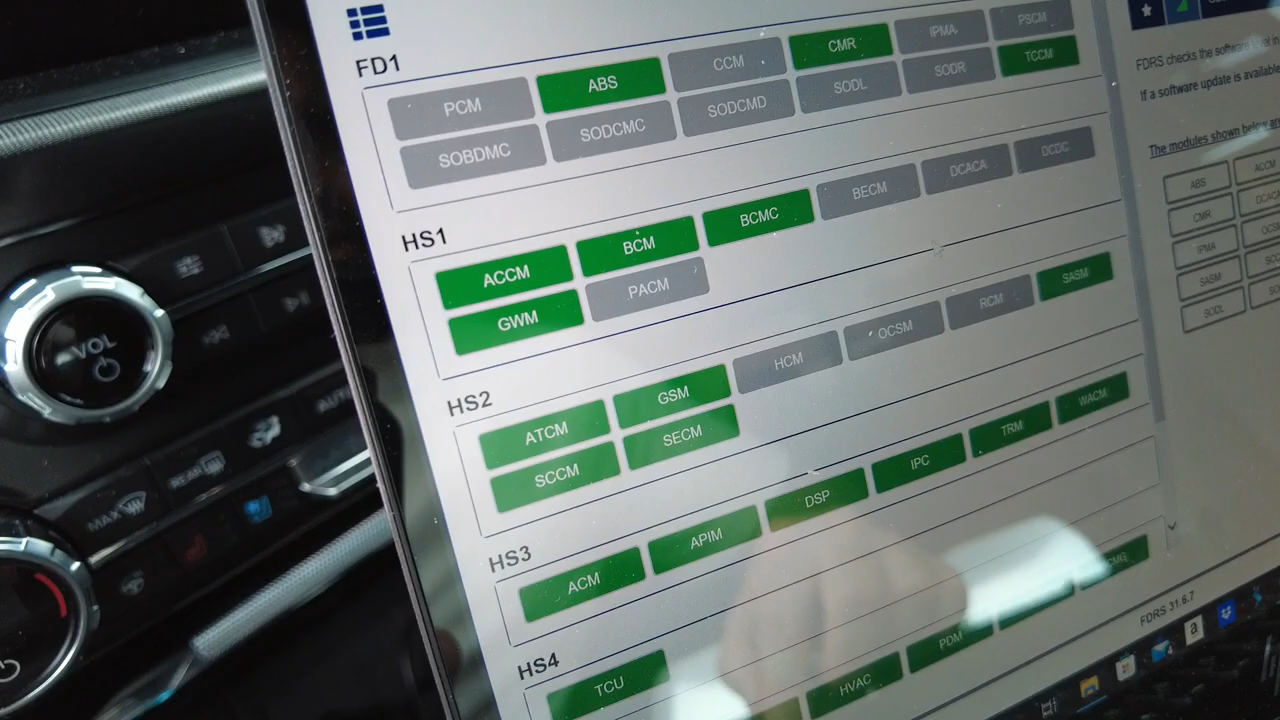 FD1
PCM
ABS
CCM
CMR
IPMA
PSCM
SOBDMC
SODCMC
SODCMD
SODL
SODR
TCCM
HS1
ACCM
BCM
BCMC
BECM
DCACA
DCDC
GWM
PACM
HS2
ATCM
GSM
HCM
OCSM
RCM
SASM
SCCM
SECM
HS3
ACM
APIM
DSP
IPC
TRM
WACM
HS4
TCU
HVAC
PDM
FDRS checks the software level in
If a software update is available
The modules shown below are
ABS
ACCM
CMR
IPMA
SASM
SODL
FDRS 31.6.7
a
VOL
AUTO
REAR
MAX